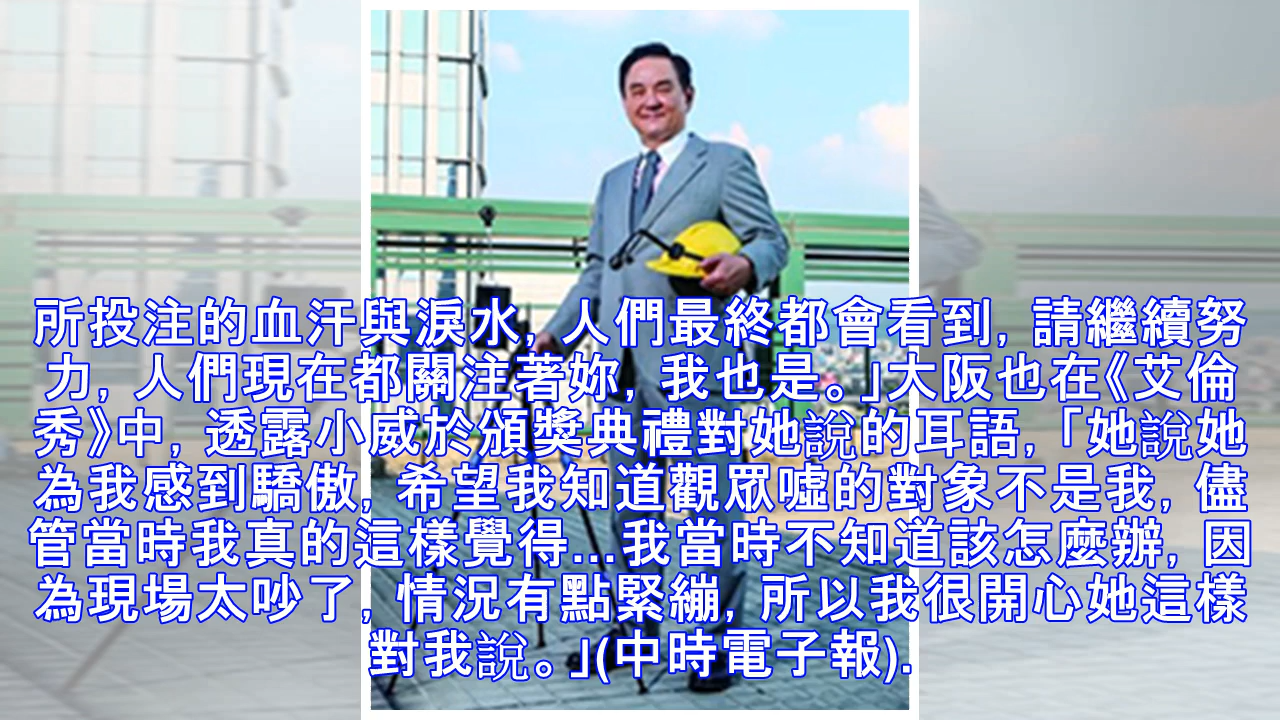 所投注的血汗與淚水, 人們最終都會看到, 請繼續努
力, 人們現在都關注著妳, 我也是。」大阪也在《艾倫
秀》中, 透露小威於頒獎典禮對她說的耳語,「她說她
為我感到驕傲, 希望我知道觀眾噓的對象不是我, 儘
管當時我真的這樣覺得...我當時不知道該怎麼辦, 因
為現場太吵了, 情況有點緊繃, 所以我很開心她這樣
對我說。」(中時電子報).